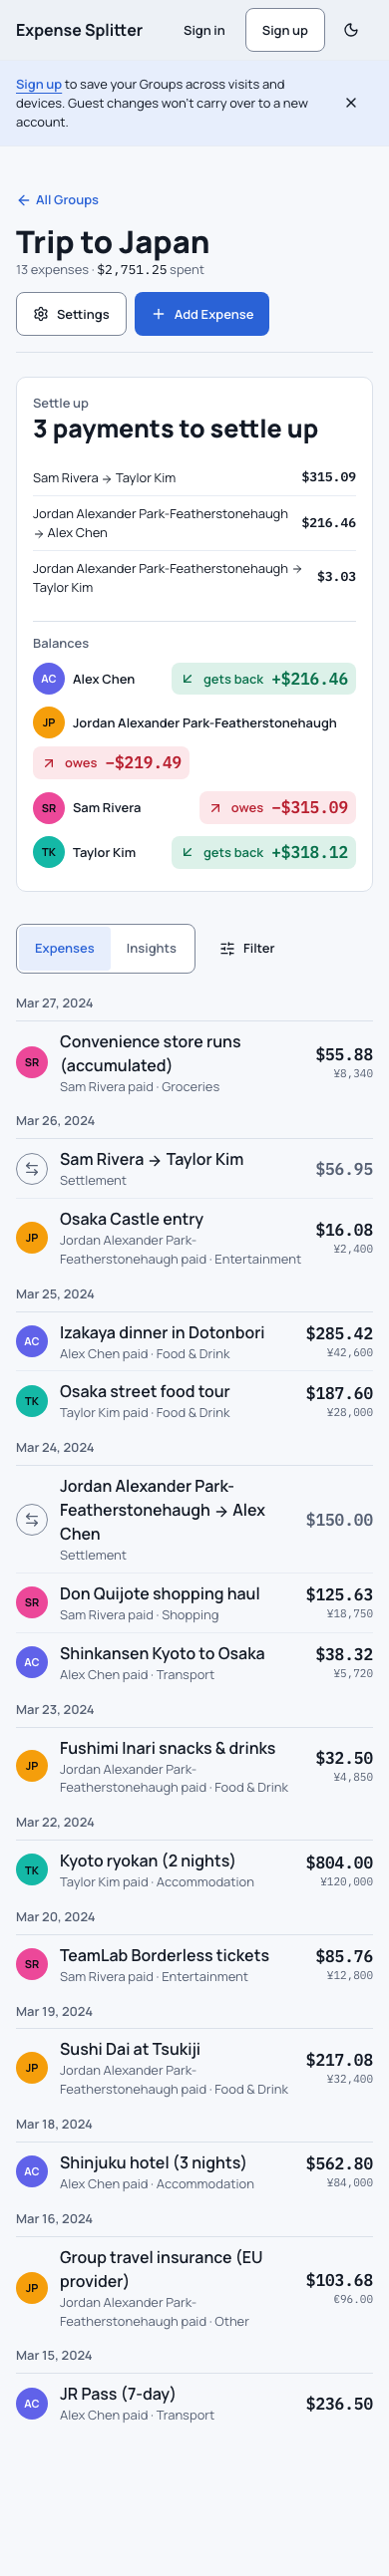 Expense Splitter
Sign in
Sign up
Sign up to save your Groups across visits and
devices. Guest changes won't carry over to a new
account.
← All Groups
Trip to Japan
13 expenses · $2,751.25 spent
Settings
+ Add Expense
Settle up
3 payments to settle up
Sam Rivera → Taylor Kim
$315.09
Jordan Alexander Park-Featherstonehaugh
→ Alex Chen
$216.46
Jordan Alexander Park-Featherstonehaugh →
Taylor Kim
$3.03
Balances
AC
Alex Chen
gets back +$216.46
JP
Jordan Alexander Park-Featherstonehaugh
owes −$219.49
SR
Sam Rivera
owes −$315.09
TK
Taylor Kim
gets back +$318.12
Expenses
Insights
Filter
Mar 27, 2024
SR
Convenience store runs
(accumulated)
Sam Rivera paid · Groceries
$55.88
¥8,340
Mar 26, 2024
Sam Rivera → Taylor Kim
Settlement
$56.95
JP
Osaka Castle entry
Jordan Alexander Park-
Featherstonehaugh paid · Entertainment
$16.08
¥2,400
Mar 25, 2024
AC
Izakaya dinner in Dotonbori
Alex Chen paid · Food & Drink
$285.42
¥42,600
TK
Osaka street food tour
Taylor Kim paid · Food & Drink
$187.60
¥28,000
Mar 24, 2024
Jordan Alexander Park-
Featherstonehaugh → Alex
Chen
Settlement
$150.00
SR
Don Quijote shopping haul
Sam Rivera paid · Shopping
$125.63
¥18,750
AC
Shinkansen Kyoto to Osaka
Alex Chen paid · Transport
$38.32
¥5,720
Mar 23, 2024
JP
Fushimi Inari snacks & drinks
Jordan Alexander Park-
Featherstonehaugh paid · Food & Drink
$32.50
¥4,850
Mar 22, 2024
TK
Kyoto ryokan (2 nights)
Taylor Kim paid · Accommodation
$804.00
¥120,000
Mar 20, 2024
SR
TeamLab Borderless tickets
Sam Rivera paid · Entertainment
$85.76
¥12,800
Mar 19, 2024
JP
Sushi Dai at Tsukiji
Jordan Alexander Park-
Featherstonehaugh paid · Food & Drink
$217.08
¥32,400
Mar 18, 2024
AC
Shinjuku hotel (3 nights)
Alex Chen paid · Accommodation
$562.80
¥84,000
Mar 16, 2024
JP
Group travel insurance (EU
provider)
Jordan Alexander Park-
Featherstonehaugh paid · Other
$103.68
€96.00
Mar 15, 2024
AC
JR Pass (7-day)
Alex Chen paid · Transport
$236.50